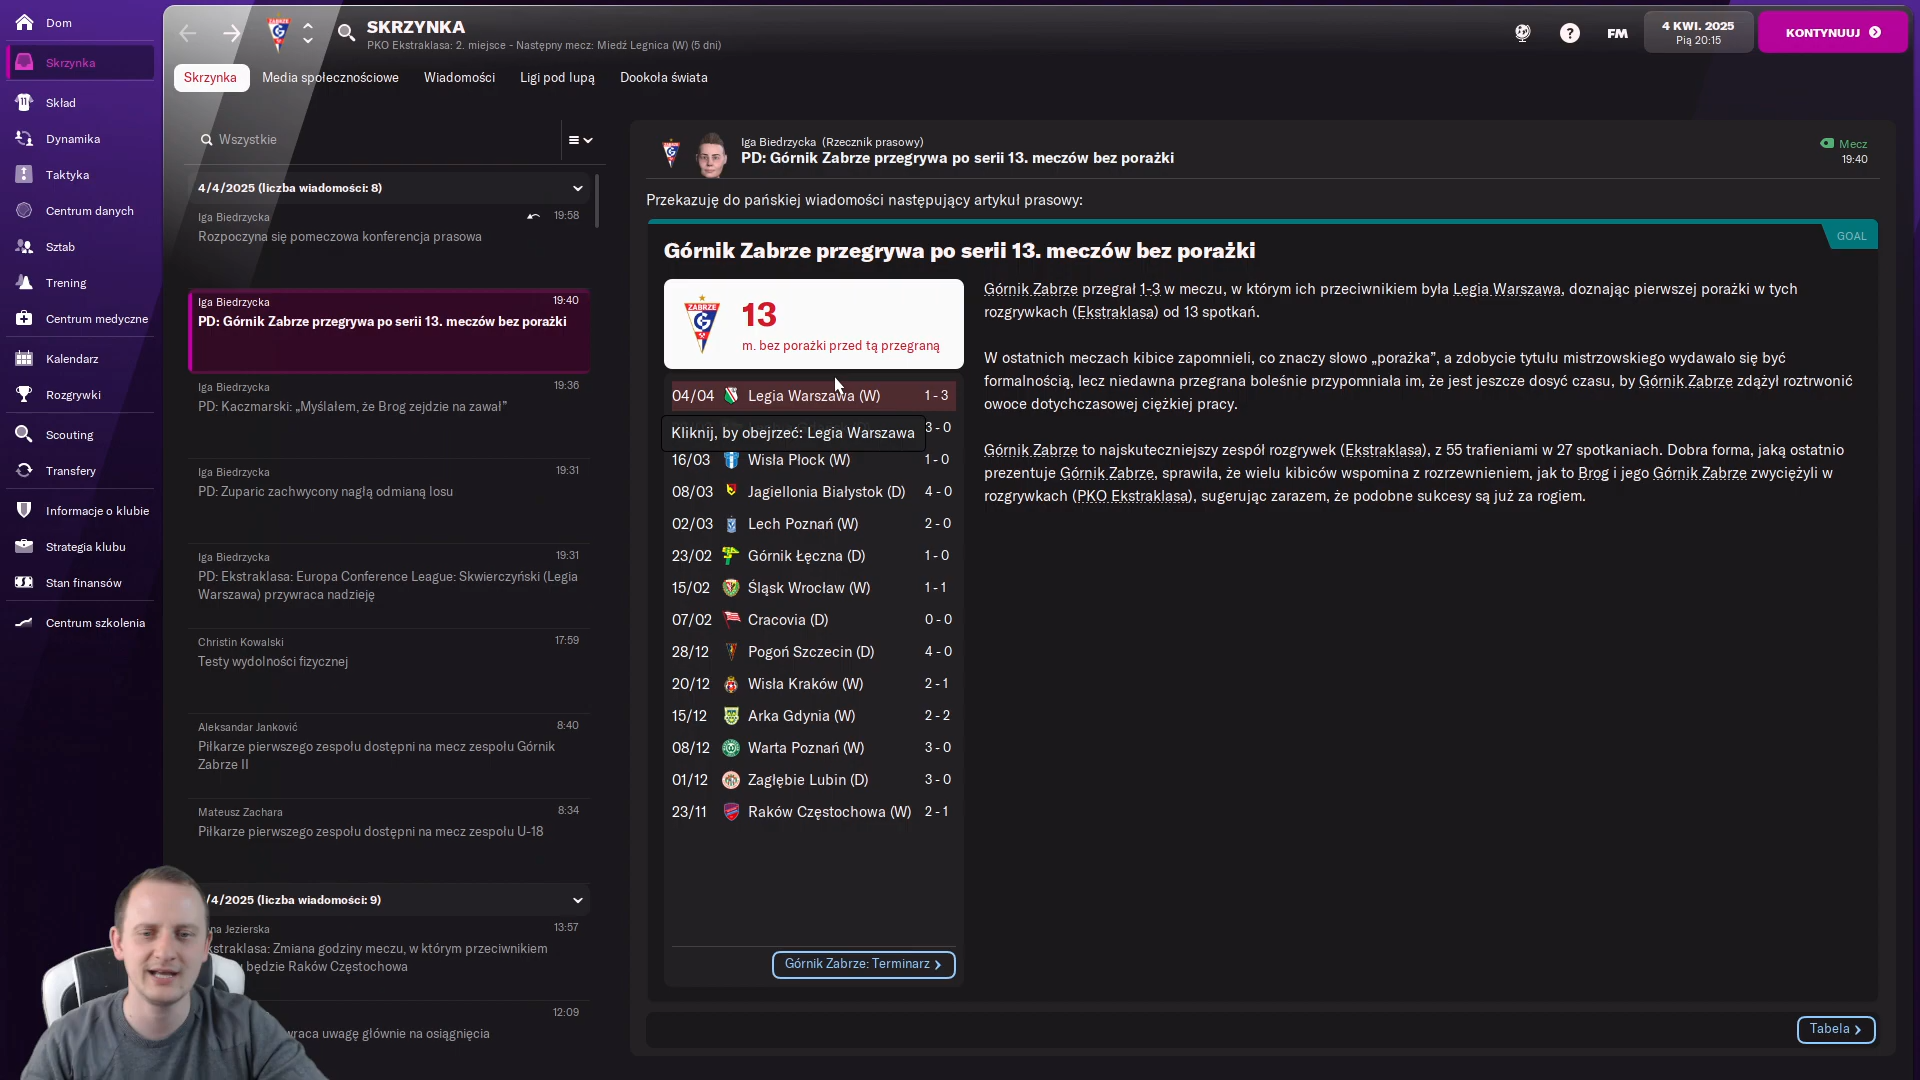 Dom
Skrzynka
Skład
Dynamika
Taktyka
Centrum danych
Sztab
Trening
Centrum medyczne
Kalendarz
Rozgrywki
Scouting
Transfery
Informacje o klubie
Strategia klubu
Stan finansów
Centrum szkolenia
SKRZYNKA
PKO Ekstraklasa: 2. miejsce - Następny mecz: Miedź Legnica (W) (5 dni)
FM
4 KWI. 2025
Pią 20:15
KONTYNUUJ
Skrzynka
Media społecznościowe
Wiadomości
Ligi pod lupą
Dookoła świata
Wszystkie
4/4/2025 (liczba wiadomości: 8)
Iga Biedrzycka 19:58
Rozpoczyna się pomeczowa konferencja prasowa
Iga Biedrzycka 19:40
PD: Górnik Zabrze przegrywa po serii 13. meczów bez porażki
Iga Biedrzycka 19:36
PD: Kaczmarski: „Myślałem, że Brog zejdzie na zawał”
Iga Biedrzycka 19:31
PD: Zuparic zachwycony nagłą odmianą losu
Iga Biedrzycka 19:31
PD: Ekstraklasa: Europa Conference League: Skwierczyński (Legia
Warszawa) przywraca nadzieję
Christin Kowalski 17:59
Testy wydolności fizycznej
Aleksandar Janković 8:40
Piłkarze pierwszego zespołu dostępni na mecz zespołu Górnik
Zabrze II
Mateusz Zachara 8:34
Piłkarze pierwszego zespołu dostępni na mecz zespołu U-18
/4/2025 (liczba wiadomości: 9)
na Jezierska 13:57
kstraklasa: Zmiana godziny meczu, w którym przeciwnikiem
będzie Raków Częstochowa
12:09
wraca uwagę głównie na osiągnięcia
Iga Biedrzycka (Rzecznik prasowy)
PD: Górnik Zabrze przegrywa po serii 13. meczów bez porażki
Mecz
19:40
Przekazuję do pańskiej wiadomości następujący artykuł prasowy:
GOAL
Górnik Zabrze przegrywa po serii 13. meczów bez porażki
ZABRZE
13
m. bez porażki przed tą przegraną
04/04 Legia Warszawa (W) 1 - 3
Kliknij, by obejrzeć: Legia Warszawa
3 - 0
16/03 Wisła Płock (W) 1 - 0
08/03 Jagiellonia Białystok (D) 4 - 0
02/03 Lech Poznań (W) 2 - 0
23/02 Górnik Łęczna (D) 1 - 0
15/02 Śląsk Wrocław (W) 1 - 1
07/02 Cracovia (D) 0 - 0
28/12 Pogoń Szczecin (D) 4 - 0
20/12 Wisła Kraków (W) 2 - 1
15/12 Arka Gdynia (W) 2 - 2
08/12 Warta Poznań (W) 3 - 0
01/12 Zagłębie Lubin (D) 3 - 0
23/11 Raków Częstochowa (W) 2 - 1
Górnik Zabrze: Terminarz
Górnik Zabrze przegrał 1-3 w meczu, w którym ich przeciwnikiem była Legia Warszawa, doznając pierwszej porażki w tych
rozgrywkach (Ekstraklasa) od 13 spotkań.
W ostatnich meczach kibice zapomnieli, co znaczy słowo „porażka”, a zdobycie tytułu mistrzowskiego wydawało się być
formalnością, lecz niedawna przegrana boleśnie przypomniała im, że jest jeszcze dosyć czasu, by Górnik Zabrze zdążył roztrwonić
owoce dotychczasowej ciężkiej pracy.
Górnik Zabrze to najskuteczniejszy zespół rozgrywek (Ekstraklasa), z 55 trafieniami w 27 spotkaniach. Dobra forma, jaką ostatnio
prezentuje Górnik Zabrze, sprawiła, że wielu kibiców wspomina z rozrzewnieniem, jak to Brog i jego Górnik Zabrze zwyciężyli w
rozgrywkach (PKO Ekstraklasa), sugerując zarazem, że podobne sukcesy są już za rogiem.
Tabela